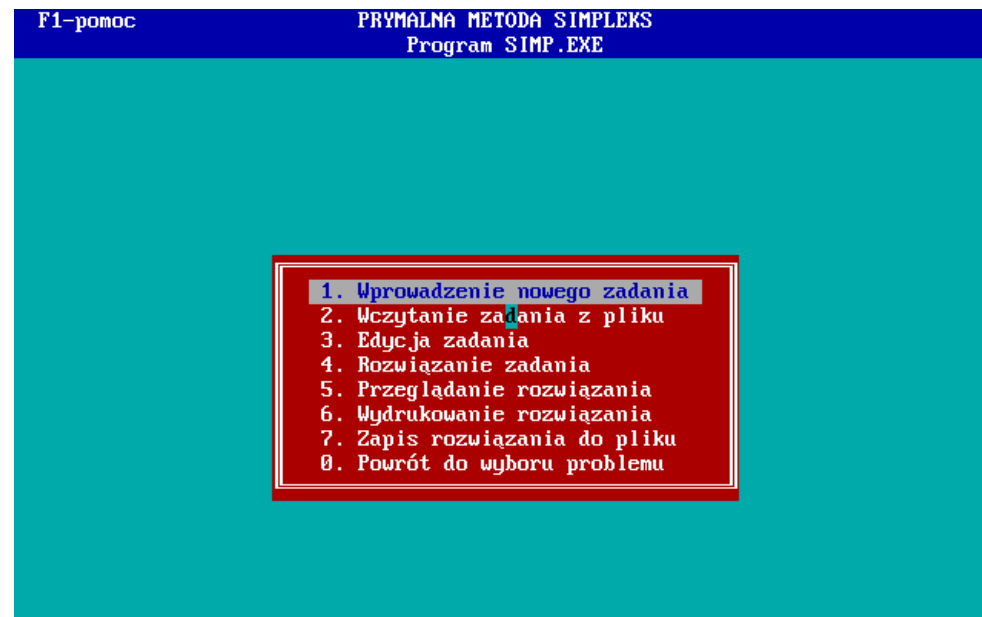 F1-pomoc PRYMALNA METODA SIMPLEKS
Program SIMP.EXE
1. Wprowadzenie nowego zadania
2. Wczytanie zadania z pliku
3. Edycja zadania
4. Rozwiązanie zadania
5. Przeglądanie rozwiązania
6. Wydrukowanie rozwiązania
7. Zapis rozwiązania do pliku
0. Powrót do wyboru problemu